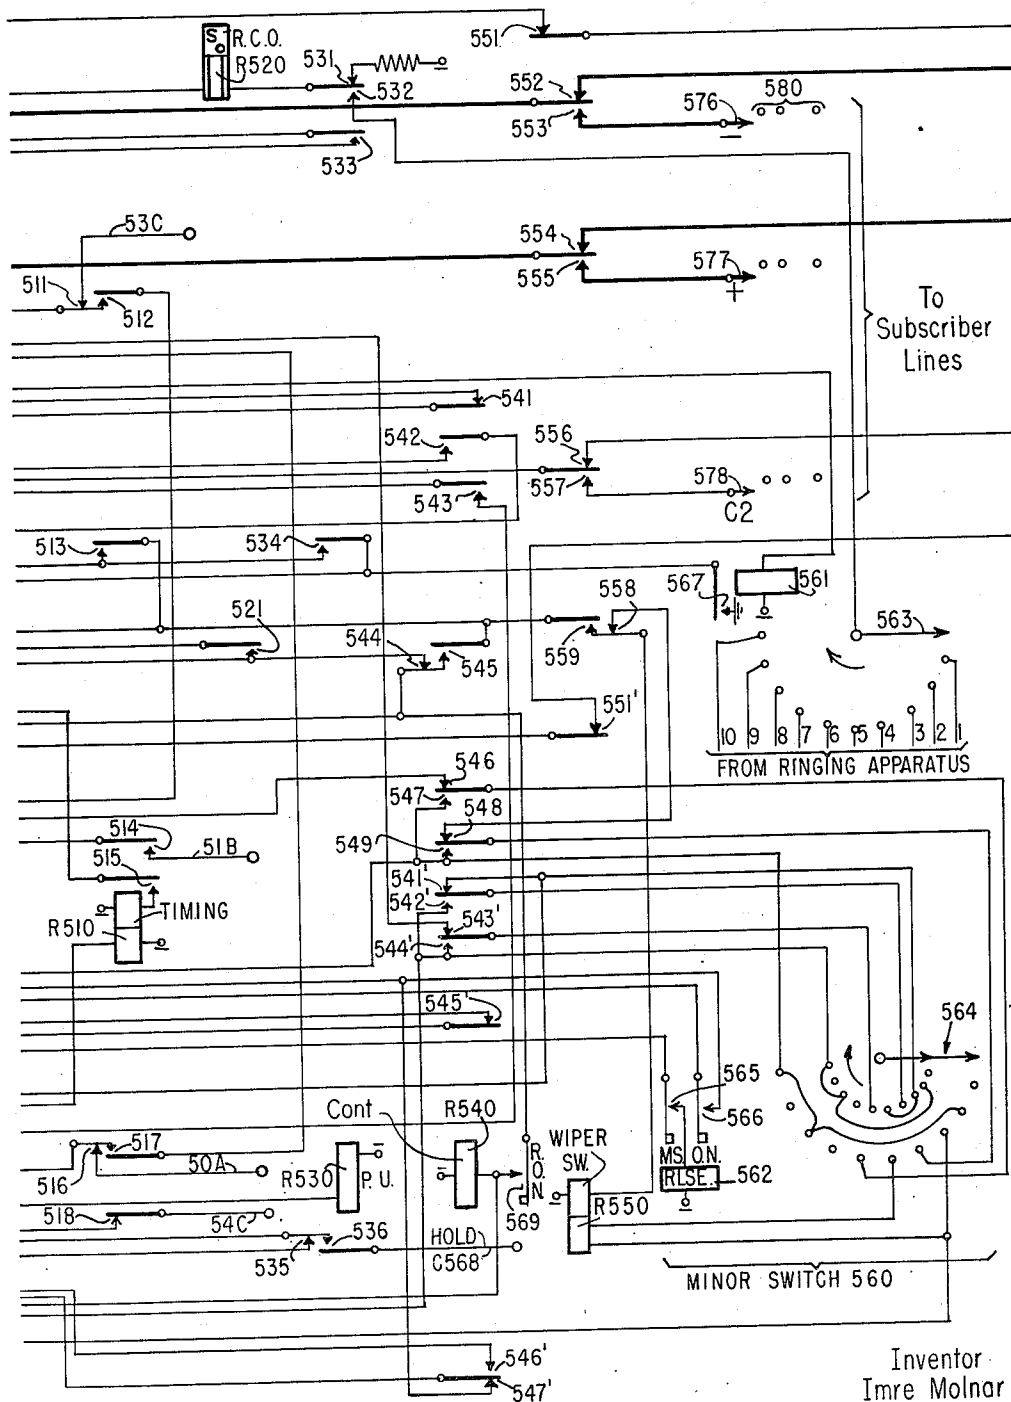 551
S
R.C.O.
R520
531
532
552
553
580
576
−
533
53C
554
555
577
+
511
512
To
Subscriber
Lines
541
542
556
557
578
C2
543
513
534
567
561
558
559
521
544
545
563
551'
10 9 8 7 6 5 4 3 2 1
FROM RINGING APPARATUS
546
547
548
549
514
51B
515
541'
542'
TIMING
R510
543'
544'
545'
564
565
566
Cont
R540
WIPER
SW.
517
516
50A
R530
P.U.
R.O.N.
569
MS. O.N.
RLSE.
562
R550
518
54C
535
536
HOLD
C568
MINOR SWITCH 560
546'
547'
Inventor
Imre Molnar